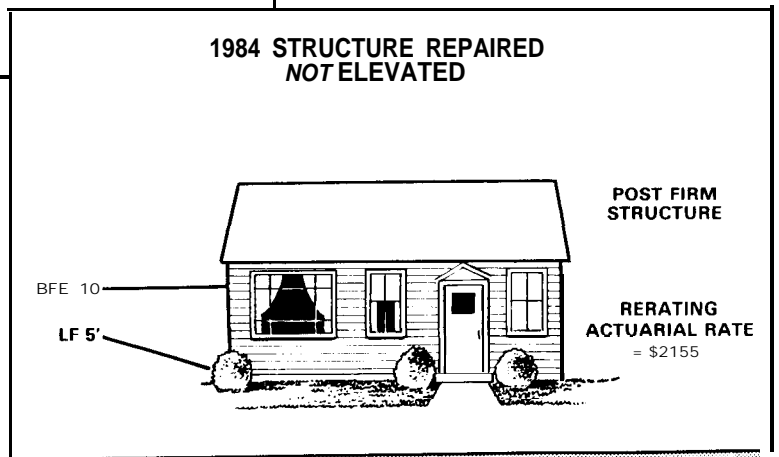 1984 STRUCTURE REPAIRED
NOT ELEVATED
POST FIRM
STRUCTURE
BFE 10
LF 5'
RERATING
ACTUARIAL RATE
= $2155